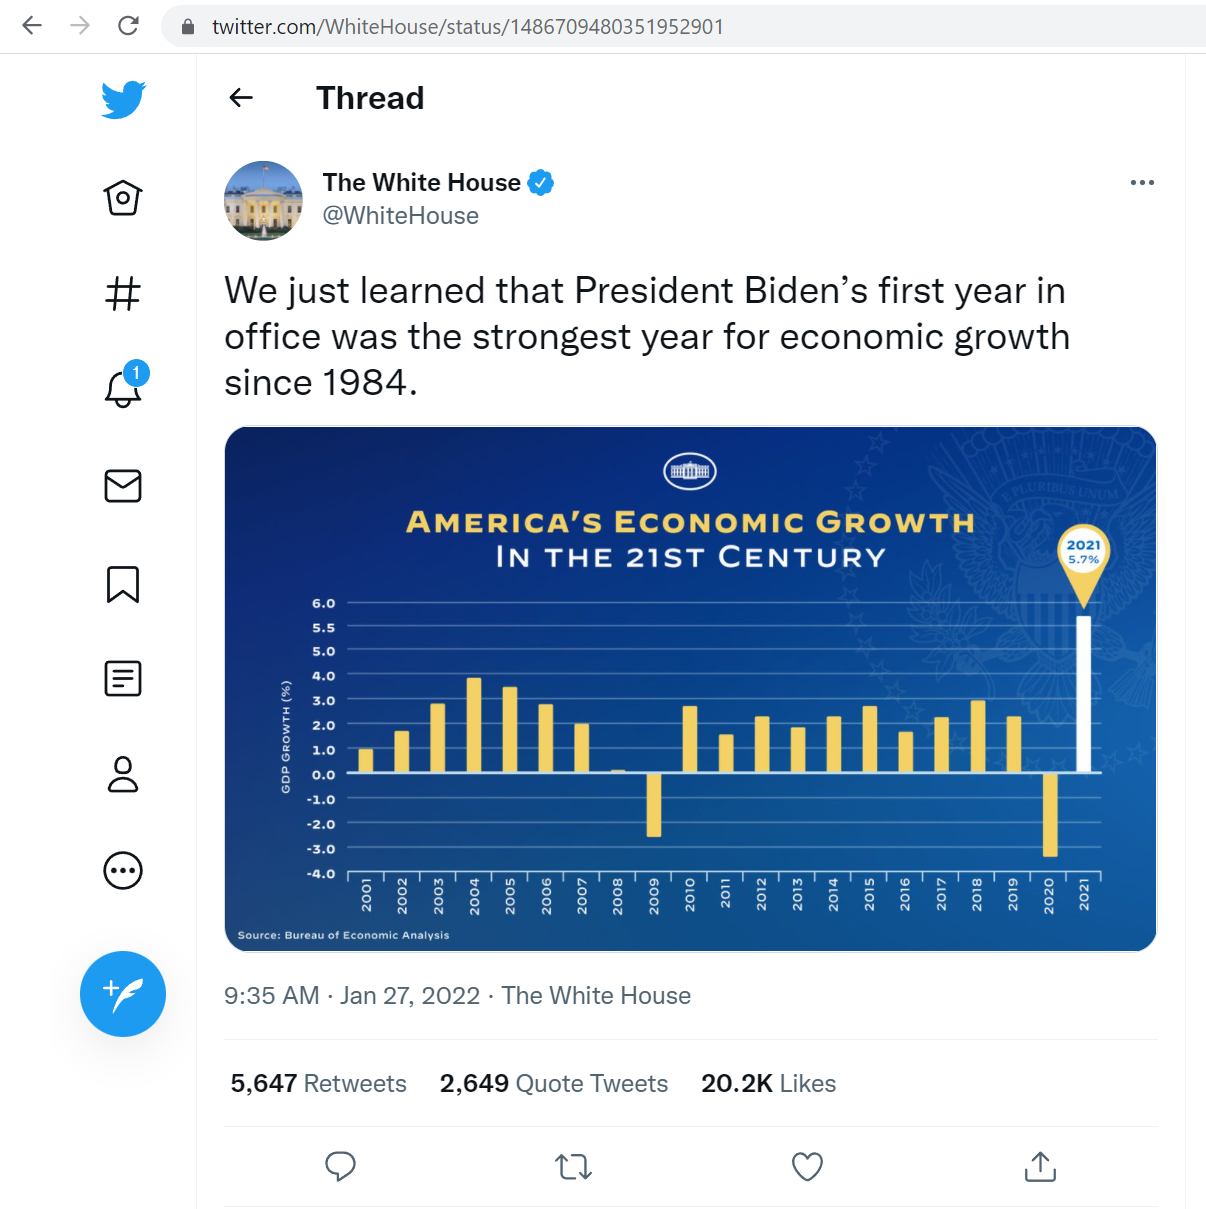 twitter.com/WhiteHouse/status/1486709480351952901
Thread
The White House
@WhiteHouse
1
We just learned that President Biden’s first year in
office was the strongest year for economic growth
since 1984.
E PLURIBUS UNUM
AMERICA'S ECONOMIC GROWTH
IN THE 21ST CENTURY
2021
5.7%
GDP GROWTH (%)
6.0
5.5
5.0
4.0
3.0
2.0
1.0
0.0
-1.0
-2.0
-3.0
-4.0
2001 2002 2003 2004 2005 2006 2007 2008 2009 2010 2011 2012 2013 2014 2015 2016 2017 2018 2019 2020 2021
Source: Bureau of Economic Analysis
9:35 AM · Jan 27, 2022 · The White House
5,647 Retweets 2,649 Quote Tweets 20.2K Likes